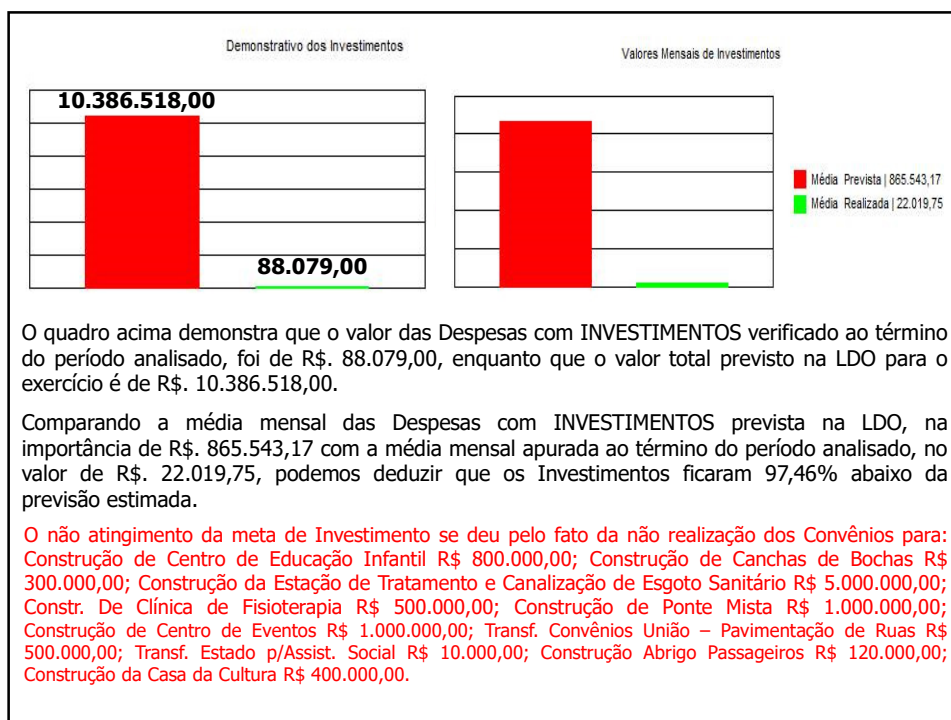 Demonstrativo dos Investimentos
Valores Mensais de Investimentos
10.386.518,00
88.079,00
Média Prevista | 865.543,17
Média Realizada | 22.019,75
O quadro acima demonstra que o valor das Despesas com INVESTIMENTOS verificado ao término
do período analisado, foi de R$. 88.079,00, enquanto que o valor total previsto na LDO para o
exercício é de R$. 10.386.518,00.
Comparando a média mensal das Despesas com INVESTIMENTOS prevista na LDO, na
importância de R$. 865.543,17 com a média mensal apurada ao término do período analisado, no
valor de R$. 22.019,75, podemos deduzir que os Investimentos ficaram 97,46% abaixo da
previsão estimada.
O não atingimento da meta de Investimento se deu pelo fato da não realização dos Convênios para:
Construção de Centro de Educação Infantil R$ 800.000,00; Construção de Canchas de Bochas R$
300.000,00; Construção da Estação de Tratamento e Canalização de Esgoto Sanitário R$ 5.000.000,00;
Constr. De Clínica de Fisioterapia R$ 500.000,00; Construção de Ponte Mista R$ 1.000.000,00;
Construção de Centro de Eventos R$ 1.000.000,00; Transf. Convênios União – Pavimentação de Ruas R$
500.000,00; Transf. Estado p/Assist. Social R$ 10.000,00; Construção Abrigo Passageiros R$ 120.000,00;
Construção da Casa da Cultura R$ 400.000,00.